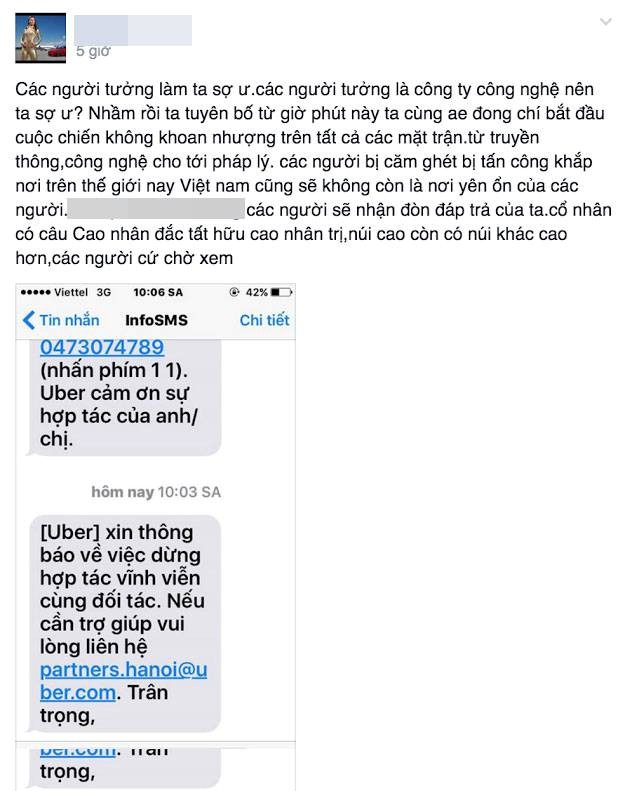 5 giờ
Các người tưởng làm ta sợ ư.các người tưởng là công ty công nghệ nên
ta sợ ư? Nhầm rồi ta tuyên bố từ giờ phút này ta cùng ae đong chí bắt đầu
cuộc chiến không khoan nhượng trên tất cả các mặt trận.từ truyền
thông,công nghệ cho tới pháp lý. các người bị căm ghét bị tấn công khắp
nơi trên thế giới nay Việt nam cũng sẽ không còn là nơi yên ổn của các
người. các người sẽ nhận đòn đáp trả của ta.cổ nhân
có câu Cao nhân đắc tất hữu cao nhân trị,núi cao còn có núi khác cao
hơn,các người cứ chờ xem
Viettel 3G 10:06 SA 42%
Tin nhắn InfoSMS Chi tiết
0473074789
(nhấn phím 1 1).
Uber cảm ơn sự
hợp tác của anh/
chị.
hôm nay 10:03 SA
[Uber] xin thông
báo về việc dừng
hợp tác vĩnh viễn
cùng đối tác. Nếu
cần trợ giúp vui
lòng liên hệ
partners.hanoi@u
ber.com. Trân
trọng,
ber.com. Trân
trọng,